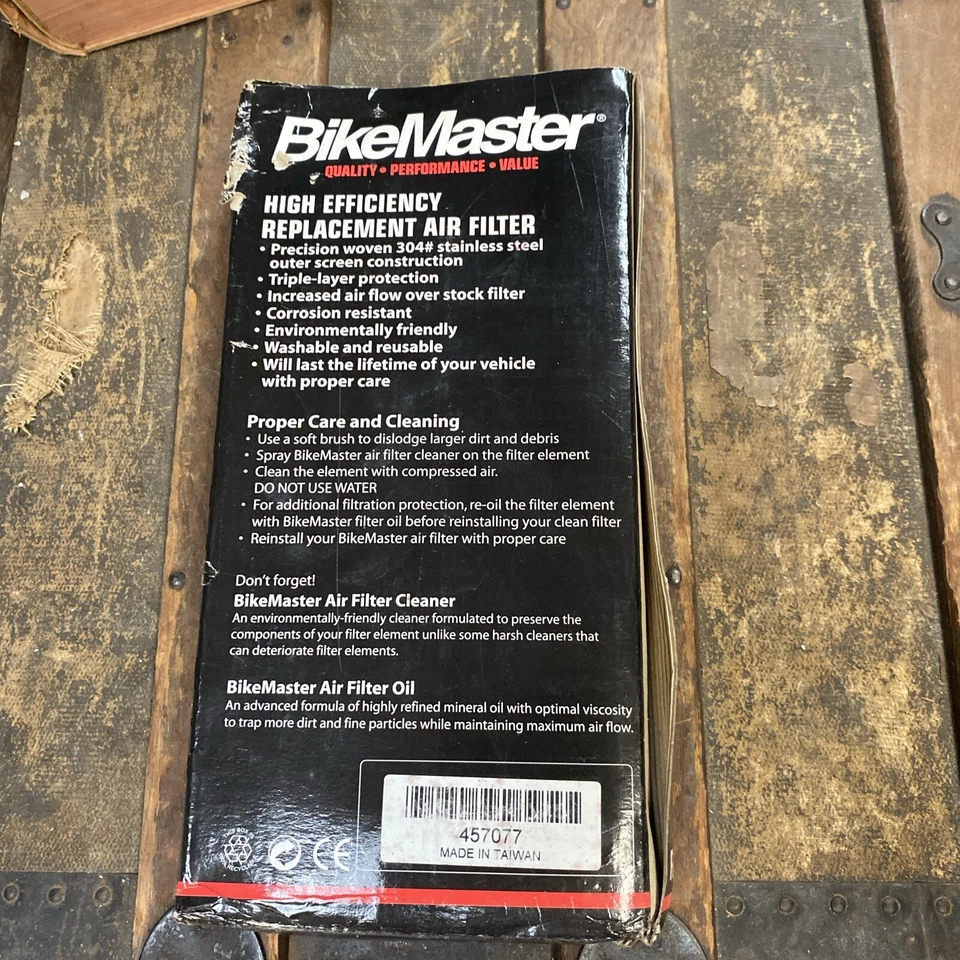 BikeMaster®
QUALITY • PERFORMANCE • VALUE
HIGH EFFICIENCY
REPLACEMENT AIR FILTER
• Precision woven 304# stainless steel
outer screen construction
• Triple-layer protection
• Increased air flow over stock filter
• Corrosion resistant
• Environmentally friendly
• Washable and reusable
• Will last the lifetime of your vehicle
with proper care
Proper Care and Cleaning
• Use a soft brush to dislodge larger dirt and debris
• Spray BikeMaster air filter cleaner on the filter element
• Clean the element with compressed air.
DO NOT USE WATER
• For additional filtration protection, re-oil the filter element
with BikeMaster filter oil before reinstalling your clean filter
• Reinstall your BikeMaster air filter with proper care
Don't forget!
BikeMaster Air Filter Cleaner
An environmentally-friendly cleaner formulated to preserve the
components of your filter element unlike some harsh cleaners that
can deteriorate filter elements.
BikeMaster Air Filter Oil
An advanced formula of highly refined mineral oil with optimal viscosity
to trap more dirt and fine particles while maintaining maximum air flow.
457077
MADE IN TAIWAN
THIS BOX IS
CE